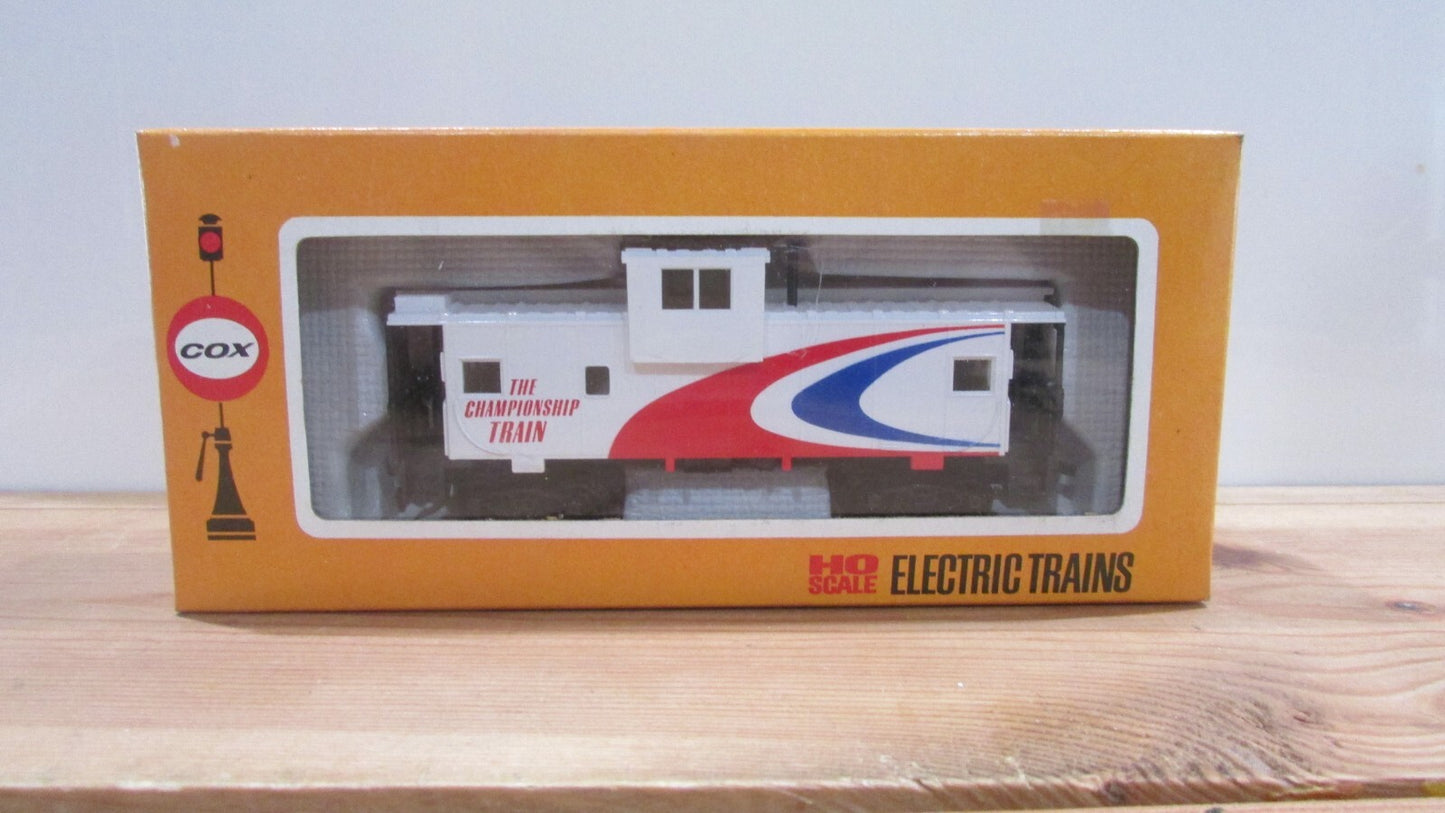 COX
THE
CHAMPIONSHIP
TRAIN
HO
SCALE
ELECTRIC TRAINS